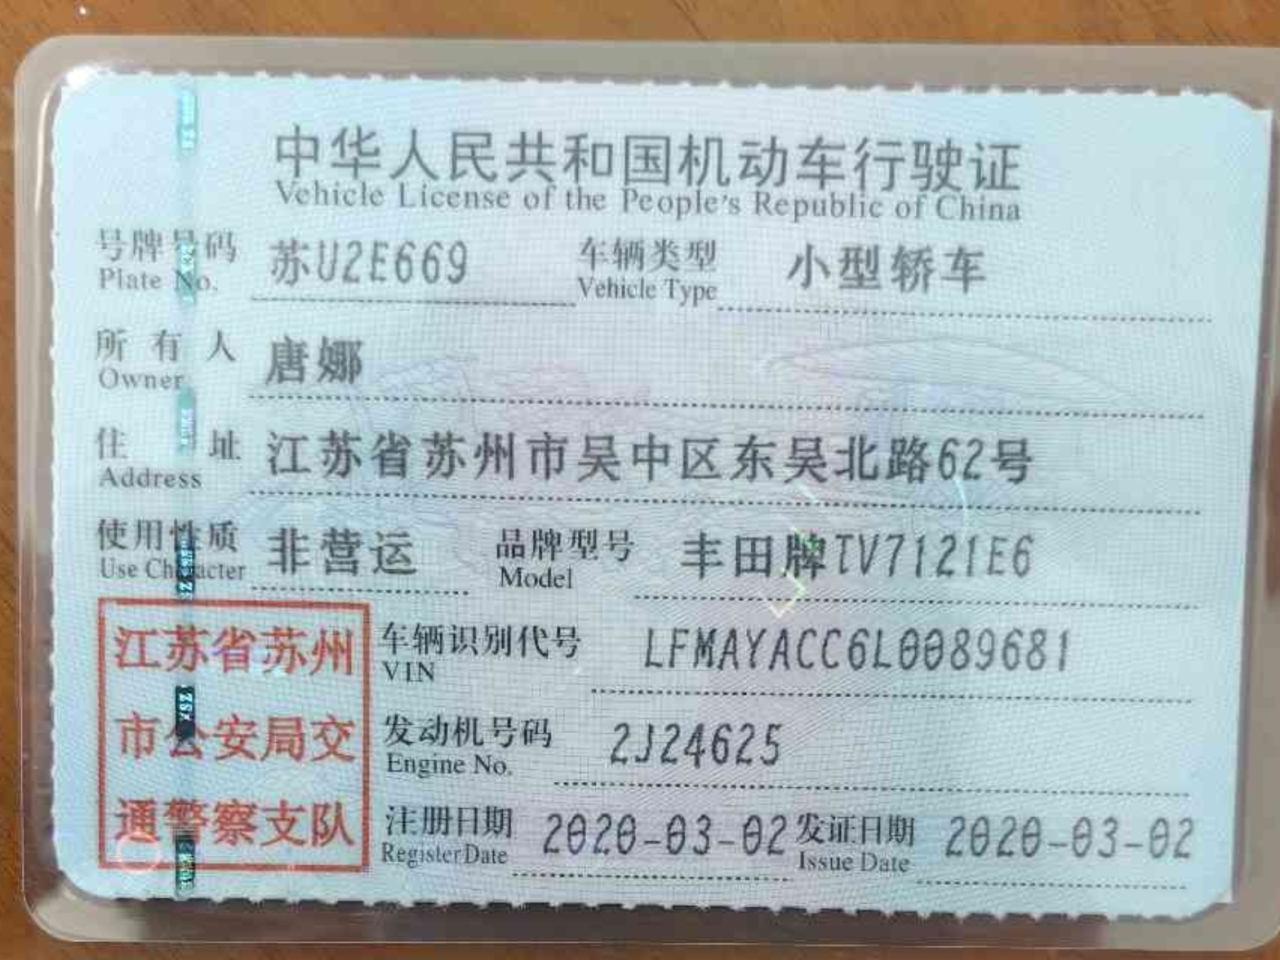 中华人民共和国机动车行驶证
Vehicle License of the People's Republic of China
号牌号码 苏U2E669 车辆类型 小型轿车
Plate No. Vehicle Type
所有人 唐娜
Owner
住址 江苏省苏州市吴中区东吴北路62号
Address
使用性质 非营运 品牌型号 丰田牌TV7121E6
Use Character Model
江苏省苏州
市公安局交
通警察支队
车辆识别代号 LFMAYACC6L0089681
VIN
发动机号码 2J24625
Engine No.
注册日期 2020-03-02 发证日期 2020-03-02
Register Date Issue Date